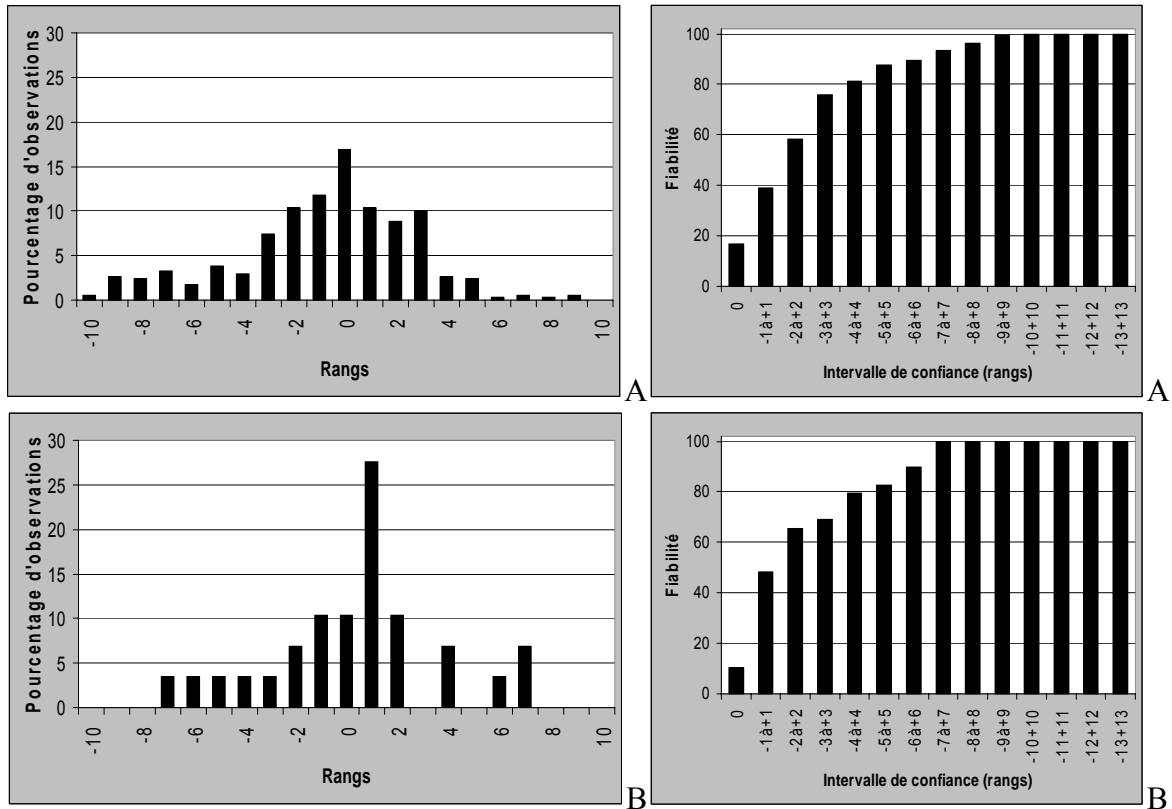 Pourcentage d'observations
30
25
20
15
10
5
0
-10
-8
-6
-4
-2
0
2
4
6
8
10
Rangs
A
Fiabilité
100
80
60
40
20
0
0
-1à+1
-2à+2
-3à+3
-4à+4
-5à+5
-6à+6
-7à+7
-8à+8
-9à+9
-10+10
-11+11
-12+12
-13+13
Intervalle de confiance (rangs)
A
Pourcentage d'observations
30
25
20
15
10
5
0
-10
-8
-6
-4
-2
0
2
4
6
8
10
Rangs
B
Fiabilité
100
80
60
40
20
0
0
-1à+1
-2à+2
-3à+3
-4à+4
-5à+5
-6à+6
-7à+7
-8à+8
-9à+9
-10+10
-11+11
-12+12
-13+13
Intervalle de confiance (rangs)
B